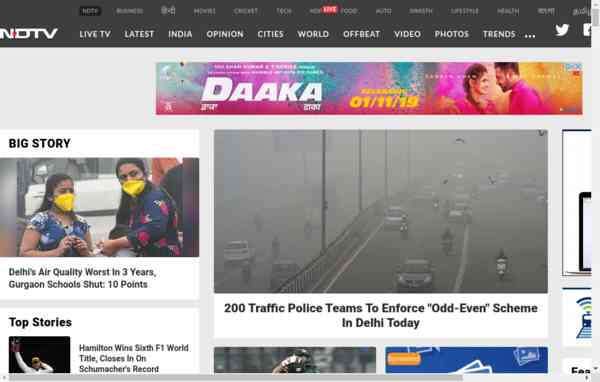 NDTV
BUSINESS
हिन्दी
MOVIES
CRICKET
TECH
LIVE
FOOD
AUTO
SWASTH
LIFESTYLE
HEALTH
বাংলা
தமிழ்
NDTV
LIVE TV
LATEST
INDIA
OPINION
CITIES
WORLD
OFFBEAT
VIDEO
PHOTOS
TRENDS
...
DAAKA
ਡਾਕਾ
डाका
RELEASING
01/11/19
BIG STORY
Delhi's Air Quality Worst In 3 Years,
Gurgaon Schools Shut: 10 Points
200 Traffic Police Teams To Enforce "Odd-Even" Scheme
In Delhi Today
Top Stories
Hamilton Wins Sixth F1 World
Title, Closes In On
Schumacher's Record
Sponsored